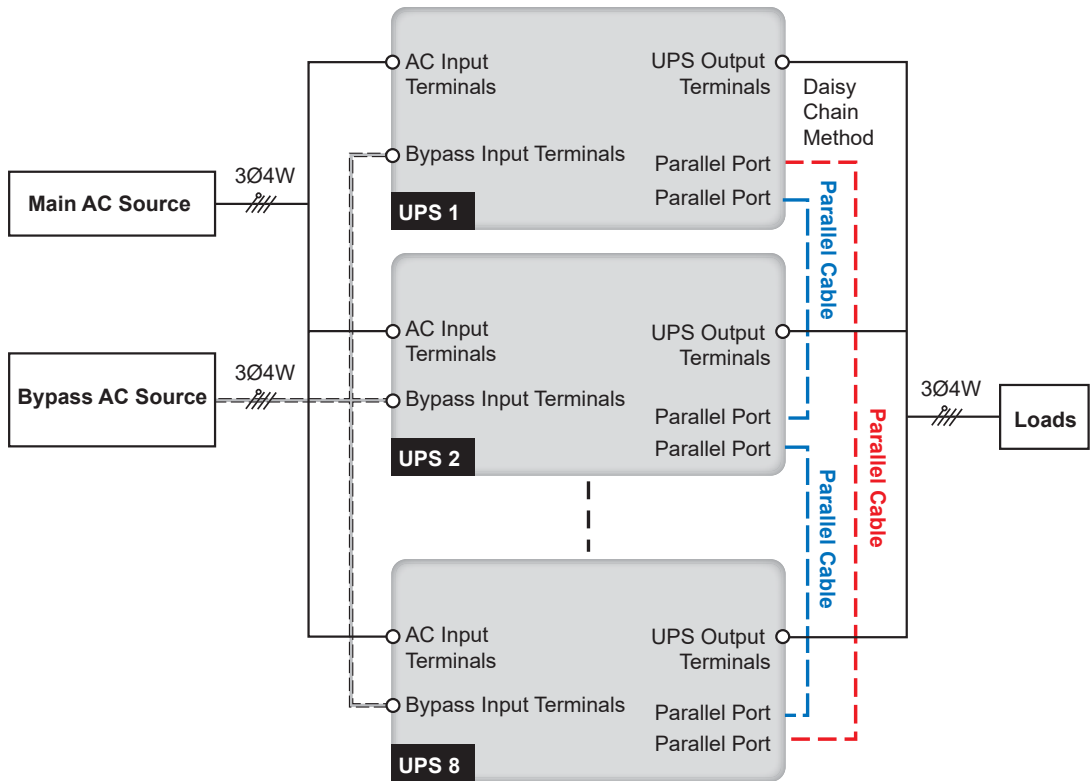 AC Input
Terminals
UPS Output
Terminals
Daisy
Chain
Method
Bypass Input Terminals
Parallel Port
Parallel Port
UPS 1
3Ø4W
Main AC Source
Parallel Cable
AC Input
Terminals
UPS Output
Terminals
3Ø4W
Bypass AC Source
Bypass Input Terminals
Parallel Port
Parallel Port
UPS 2
3Ø4W
Loads
Parallel Cable
Parallel Cable
AC Input
Terminals
UPS Output
Terminals
Bypass Input Terminals
Parallel Port
Parallel Port
UPS 8